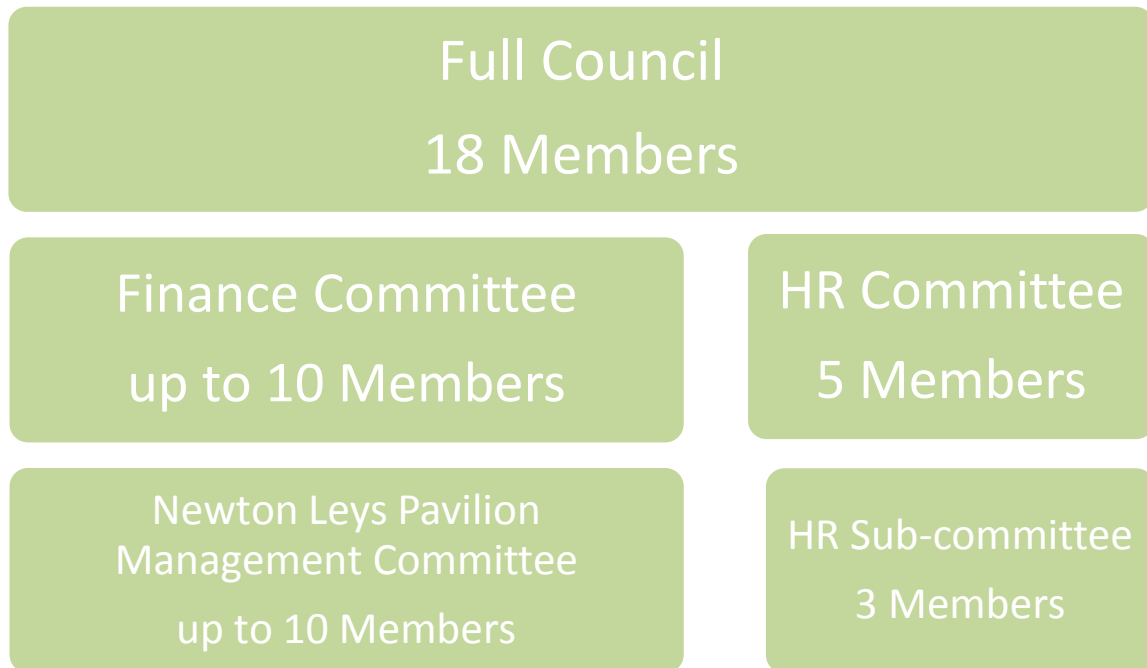 Full Council
18 Members
Finance Committee
up to 10 Members
HR Committee
5 Members
Newton Leys Pavilion
Management Committee
up to 10 Members
HR Sub-committee
3 Members